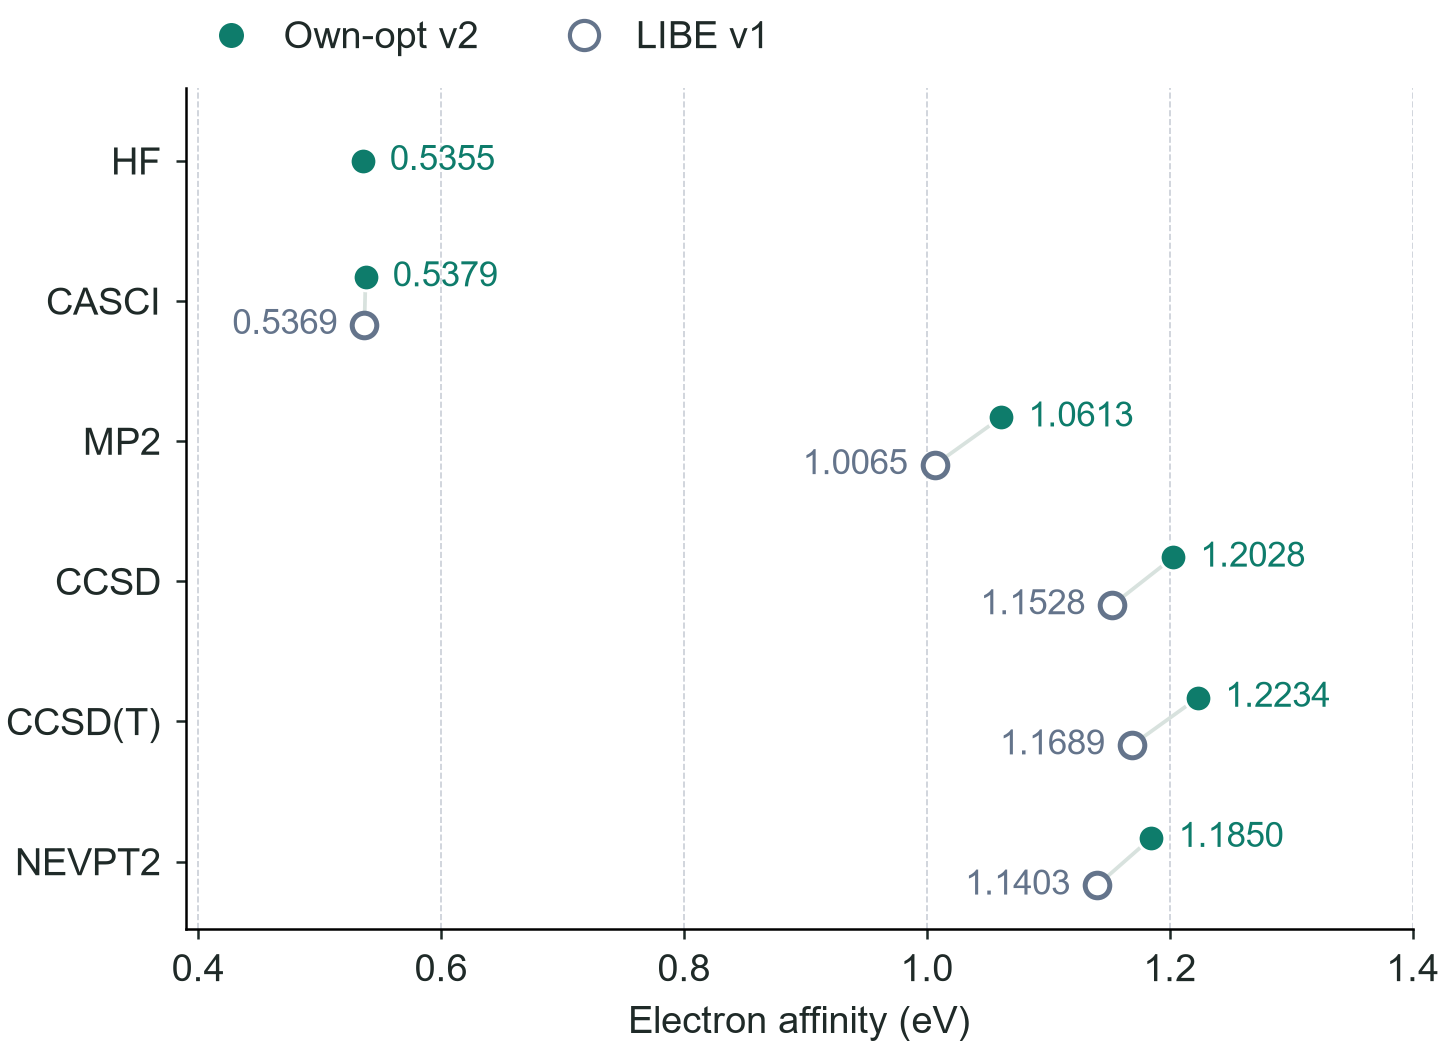 Own-opt v2
LIBE v1
HF
0.5355
CASCI
0.5379
0.5369
MP2
1.0613
1.0065
CCSD
1.2028
1.1528
CCSD(T)
1.2234
1.1689
NEVPT2
1.1850
1.1403
0.4 0.6 0.8 1.0 1.2 1.4
Electron affinity (eV)